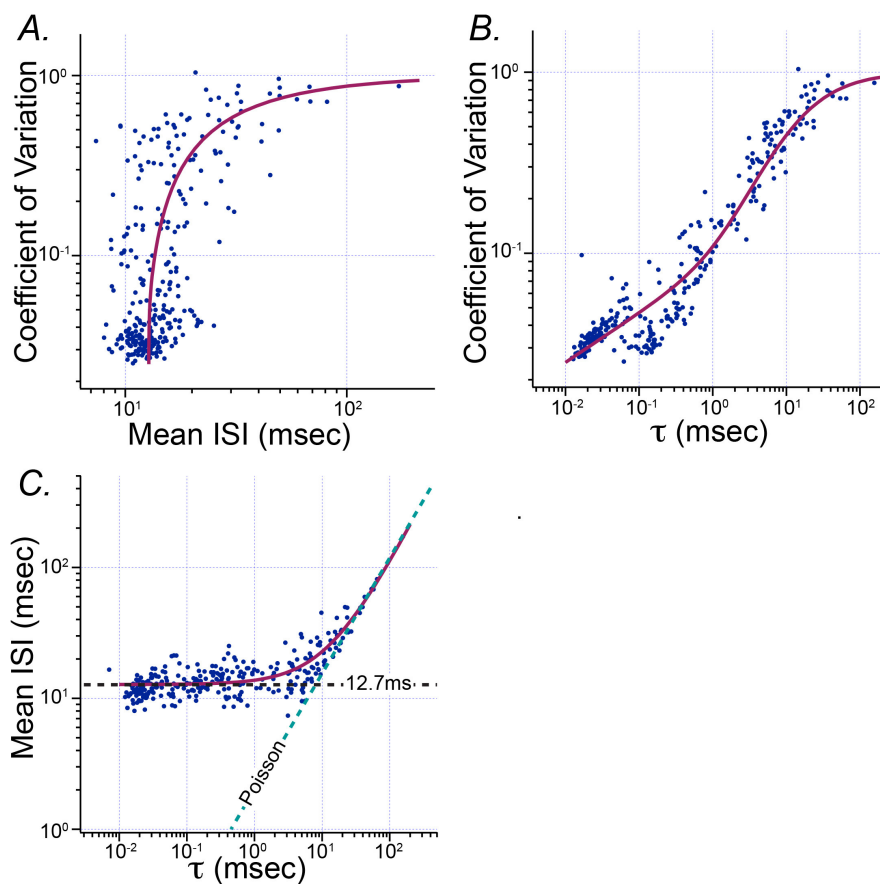 A.
B.
Coefficient of Variation
10⁰
10⁻¹
10¹
10²
Mean ISI (msec)
Coefficient of Variation
10⁰
10⁻¹
10⁻²
10⁻¹
10⁰
10¹
10²
τ (msec)
C.
Mean ISI (msec)
10²
10¹
10⁰
12.7ms
Poisson
10⁻²
10⁻¹
10⁰
10¹
10²
τ (msec)